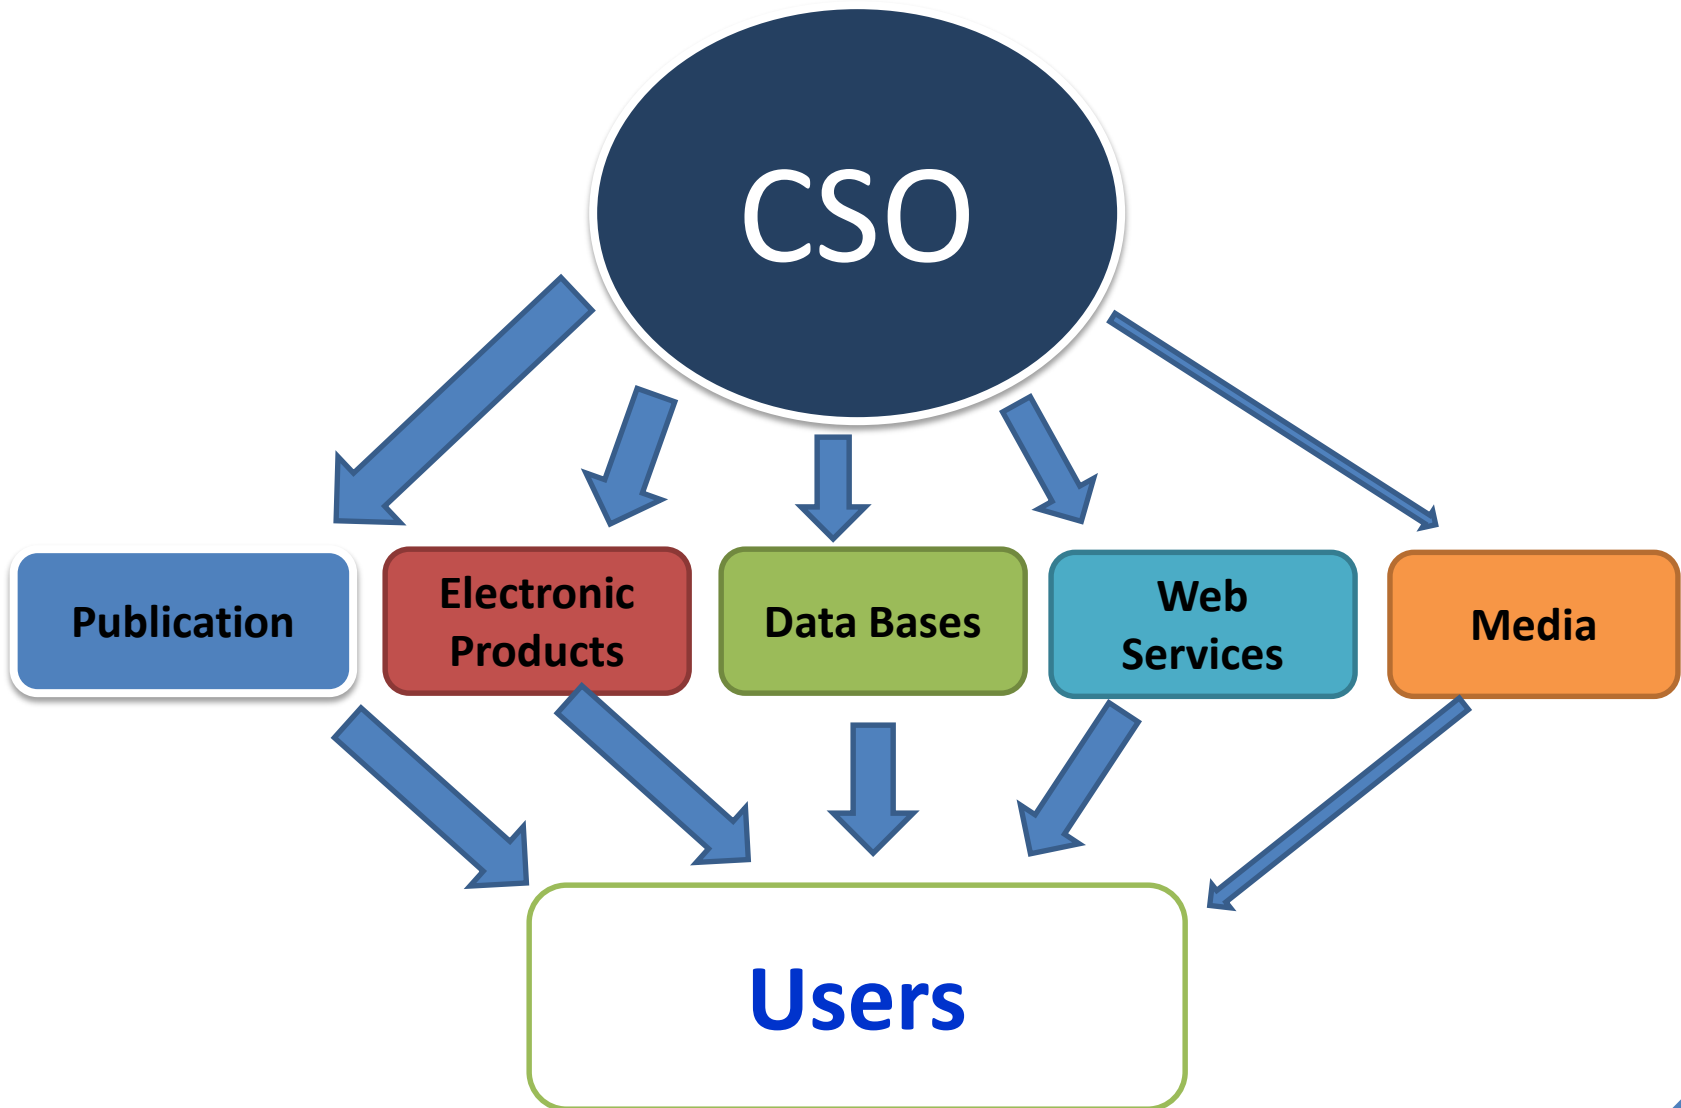 CSO
Publication
Electronic
Products
Data Bases
Web
Services
Media
Users